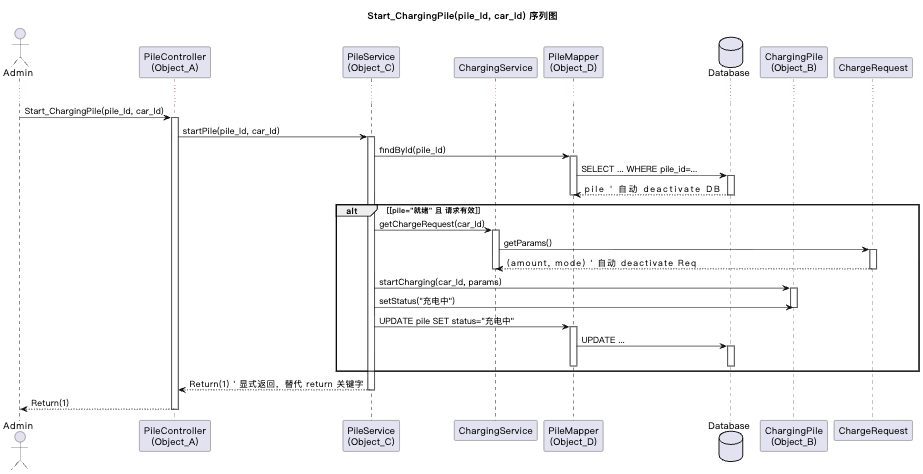 Start_ChargingPile(pile_Id, car_Id) 序列图
Admin
PileController
(Object_A)
PileService
(Object_C)
ChargingService
PileMapper
(Object_D)
Database
ChargingPile
(Object_B)
ChargeRequest
Start_ChargingPile(pile_Id, car_Id)
startPile(pile_Id, car_Id)
findById(pile_Id)
SELECT ... WHERE pile_id=...
pile ' 自动 deactivate DB
alt
[[pile="就绪" 且 请求有效]]
getChargeRequest(car_Id)
getParams()
(amount, mode) ' 自动 deactivate Req
startCharging(car_Id, params)
setStatus("充电中")
UPDATE pile SET status="充电中"
UPDATE ...
Return(1) ' 显式返回，替代 return 关键字
Return(1)
Admin
PileController
(Object_A)
PileService
(Object_C)
ChargingService
PileMapper
(Object_D)
Database
ChargingPile
(Object_B)
ChargeRequest